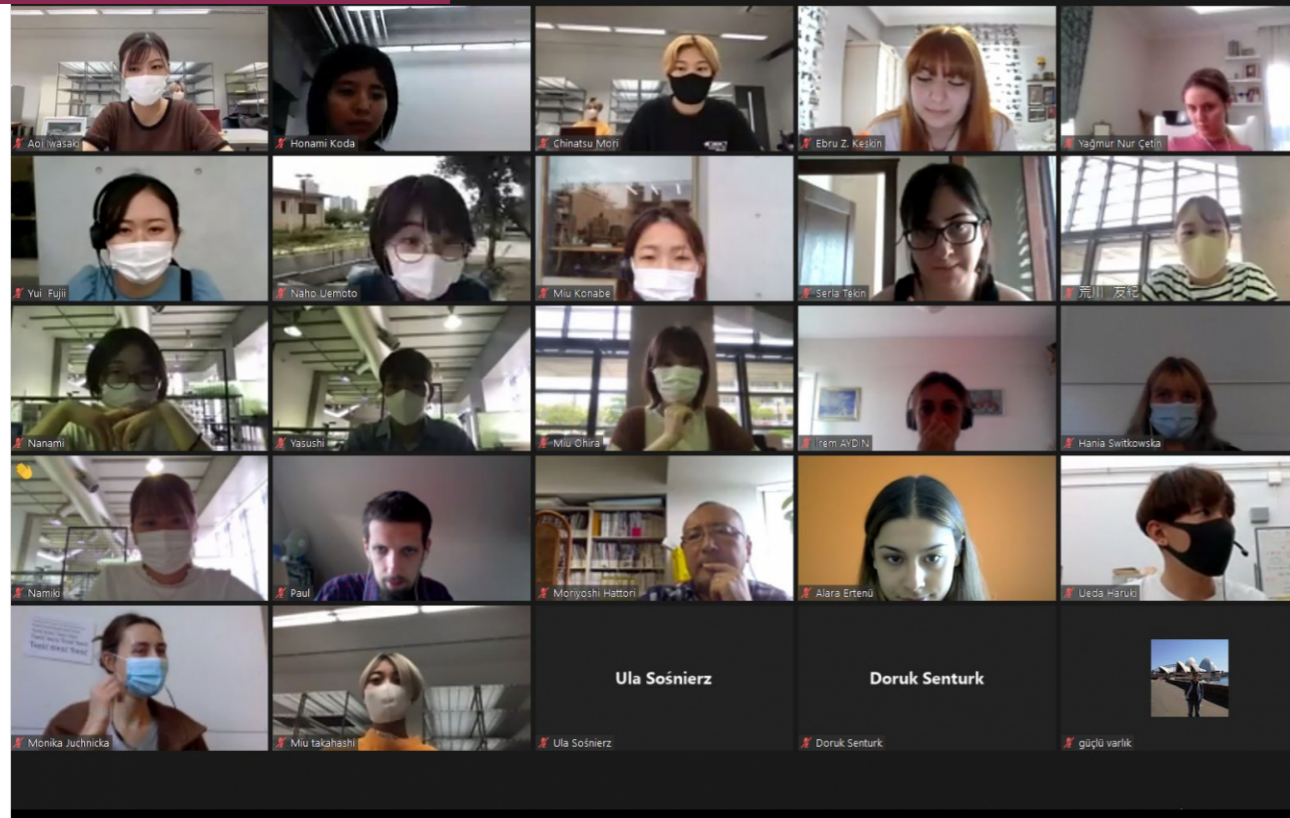 Aoi Iwasaki
Honami Koda
Chinatsu Mori
Ebru Z. Keskin
Yağmur Nur Çetin
Yui Fujii
Naho Uemoto
Miu Konabe
Seria Tekin
荒川 友紀
Nanami
Yasushi
Miu Ohira
İrem AYDIN
Hania Switkowska
Namiki
Paul
Moriyoshi Hattori
Alara Ertenü
Ueda Haruki
Monika Juchnicka
Miu takahashi
Ula Sośnierz
Ula Sośnierz
Doruk Senturk
Doruk Senturk
güçlü varlık